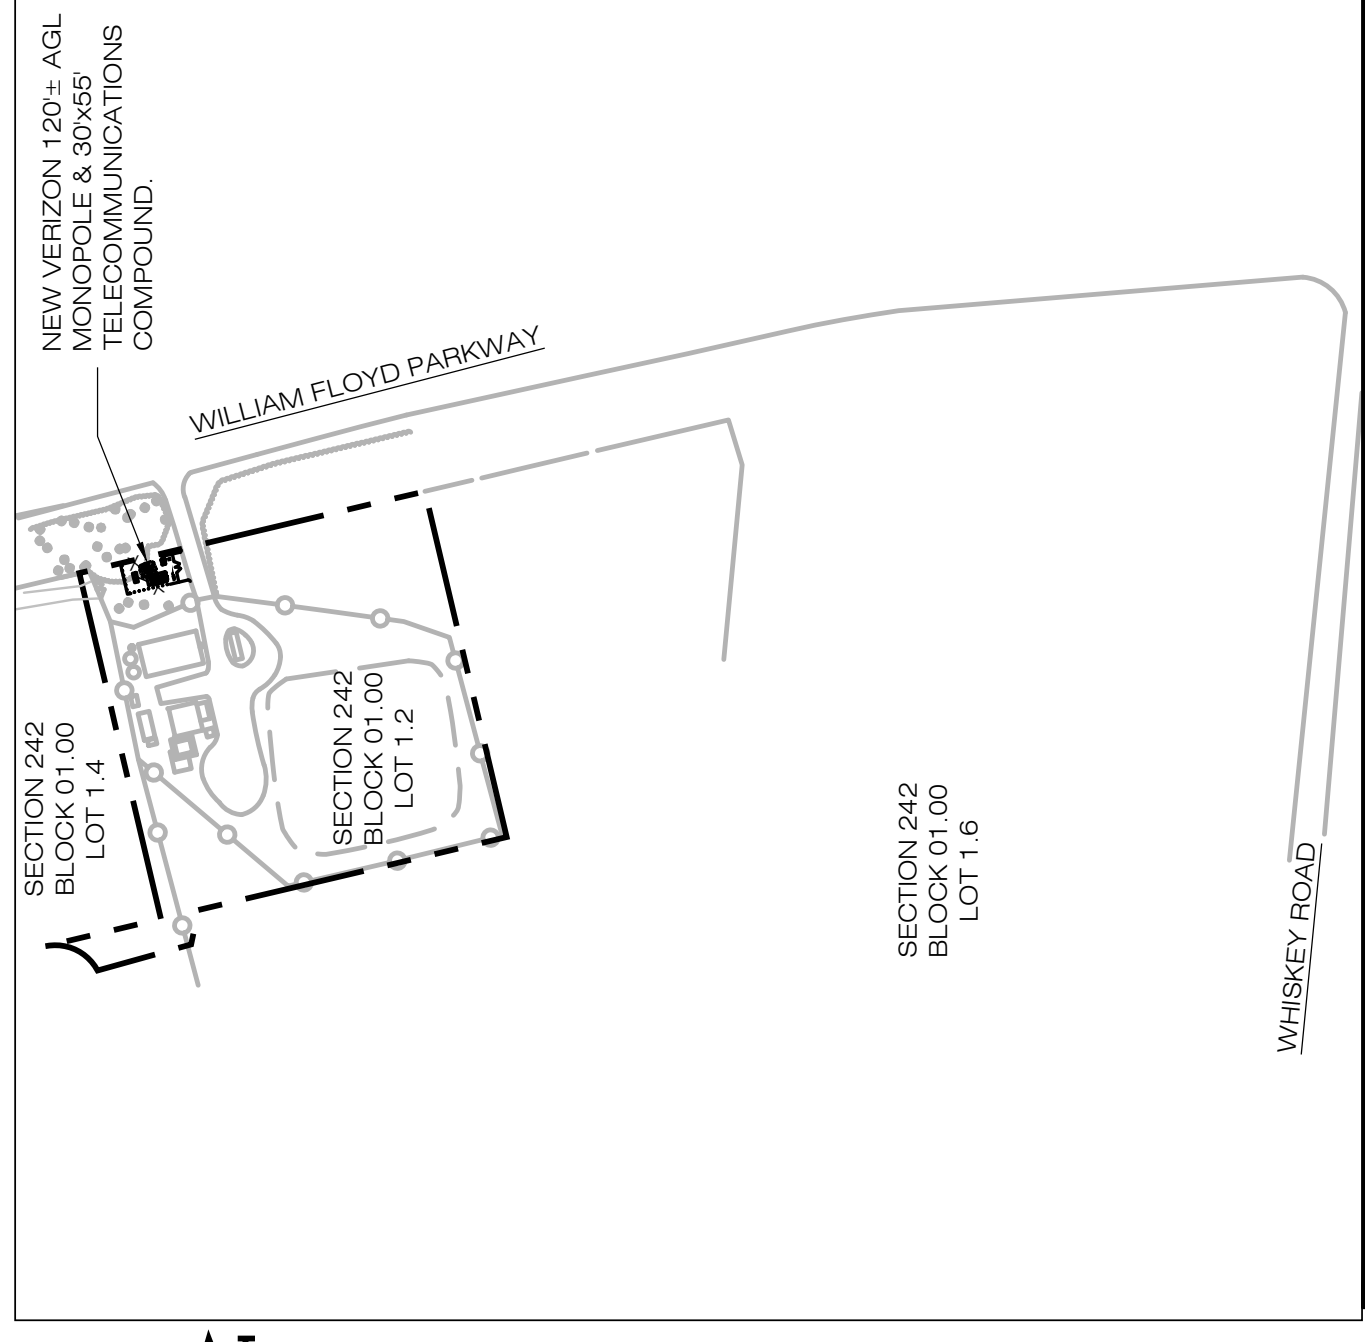 NEW VERIZON 120'± AGL
MONOPOLE & 30'x55'
TELECOMMUNICATIONS
COMPOUND.
WILLIAM FLOYD PARKWAY
SECTION 242
BLOCK 01.00
LOT 1.4
SECTION 242
BLOCK 01.00
LOT 1.2
SECTION 242
BLOCK 01.00
LOT 1.6
WHISKEY ROAD